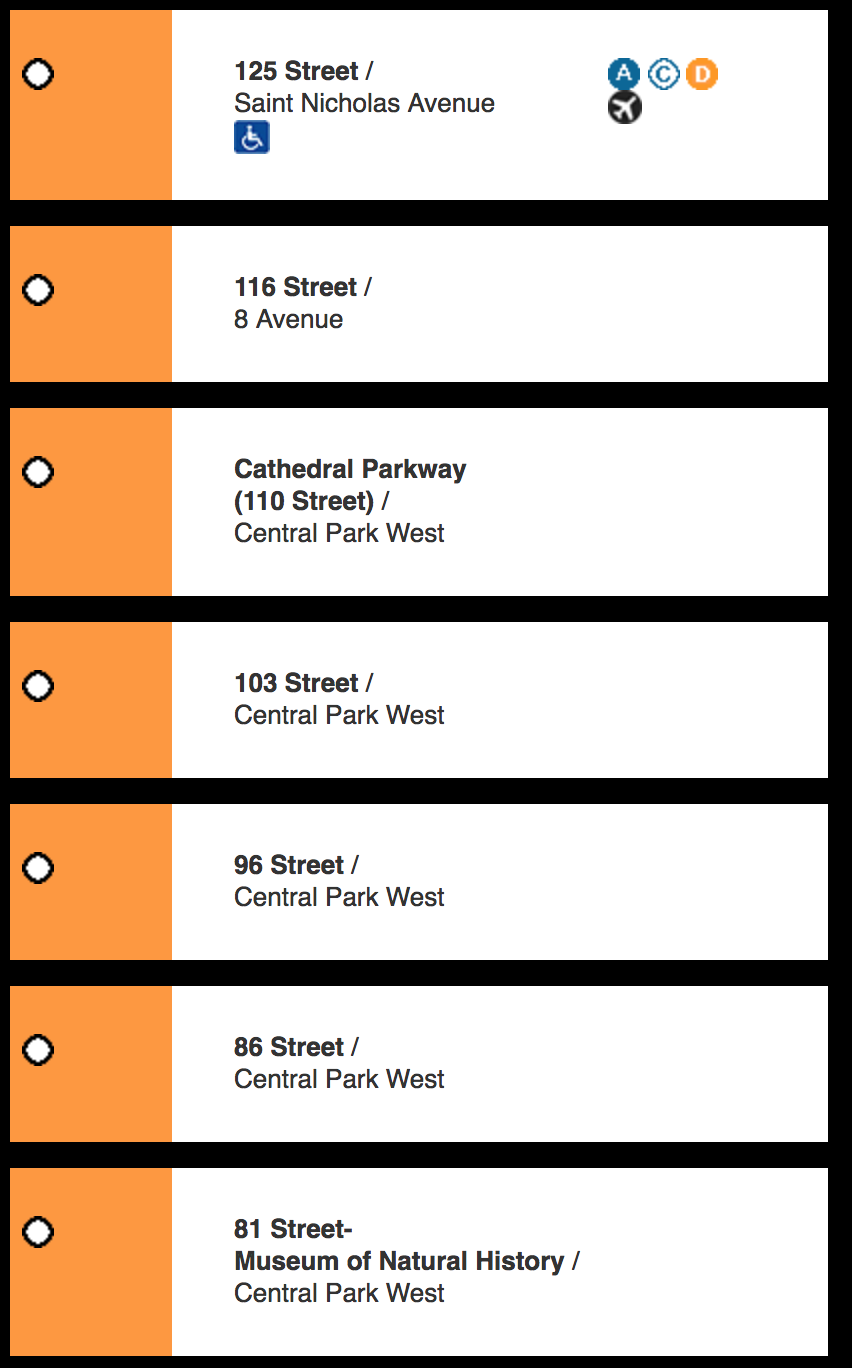 125 Street / A C D
Saint Nicholas Avenue
116 Street /
8 Avenue
Cathedral Parkway
(110 Street) /
Central Park West
103 Street /
Central Park West
96 Street /
Central Park West
86 Street /
Central Park West
81 Street-
Museum of Natural History /
Central Park West